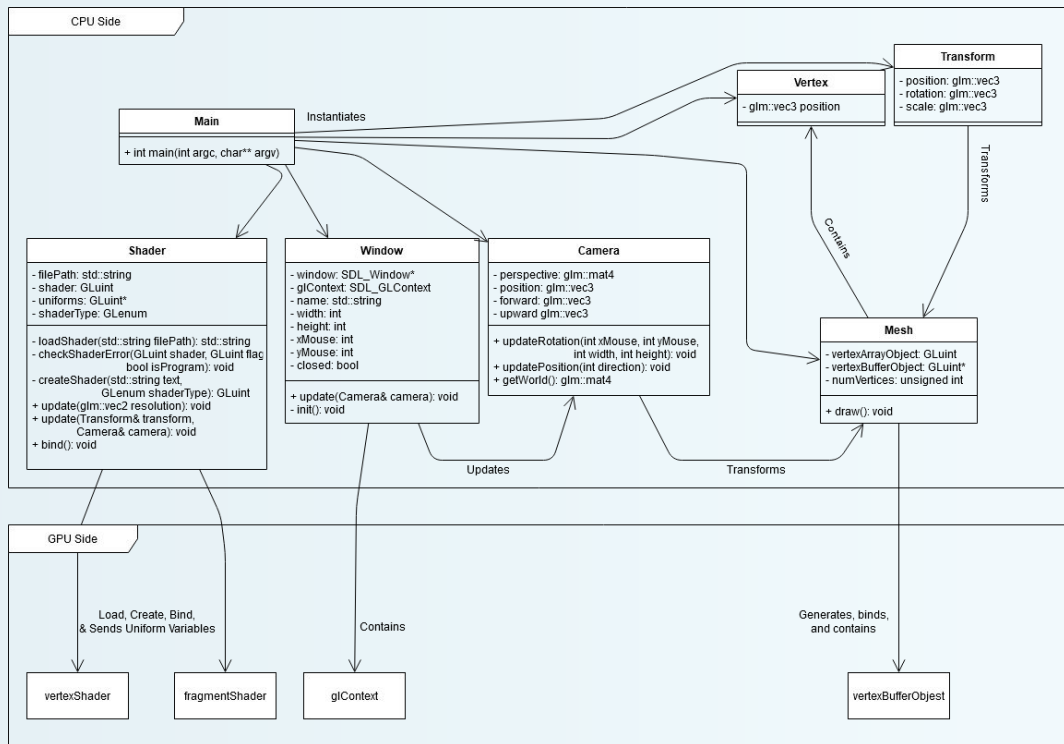 CPU Side
Transform
- position: glm::vec3
- rotation: glm::vec3
- scale: glm::vec3
Vertex
- glm::vec3 position
Main
+ int main(int argc, char** argv)
Instantiates
Transforms
Contains
Shader
- filePath: std::string
- shader: GLuint
- uniforms: GLuint*
- shaderType: GLenum
- loadShader(std::string filePath): std::string
- checkShaderError(GLuint shader, GLuint flag
bool isProgram): void
- createShader(std::string text,
GLenum shaderType): GLuint
+ update(glm::vec2 resolution): void
+ update(Transform& transform,
Camera& camera): void
+ bind(): void
Window
- window: SDL_Window*
- glContext: SDL_GLContext
- name: std::string
- width: int
- height: int
- xMouse: int
- yMouse: int
- closed: bool
+ update(Camera& camera): void
- init(): void
Camera
- perspective: glm::mat4
- position: glm::vec3
- forward: glm::vec3
- upward glm::vec3
+ updateRotation(int xMouse, int yMouse,
int width, int height): void
+ updatePosition(int direction): void
+ getWorld(): glm::mat4
Mesh
- vertexArrayObject: GLuint
- vertexBufferObject: GLuint*
- numVertices: unsigned int
+ draw(): void
Updates
Transforms
GPU Side
Load, Create, Bind,
& Sends Uniform Variables
Contains
Generates, binds,
and contains
vertexShader
fragmentShader
glContext
vertexBufferObjest